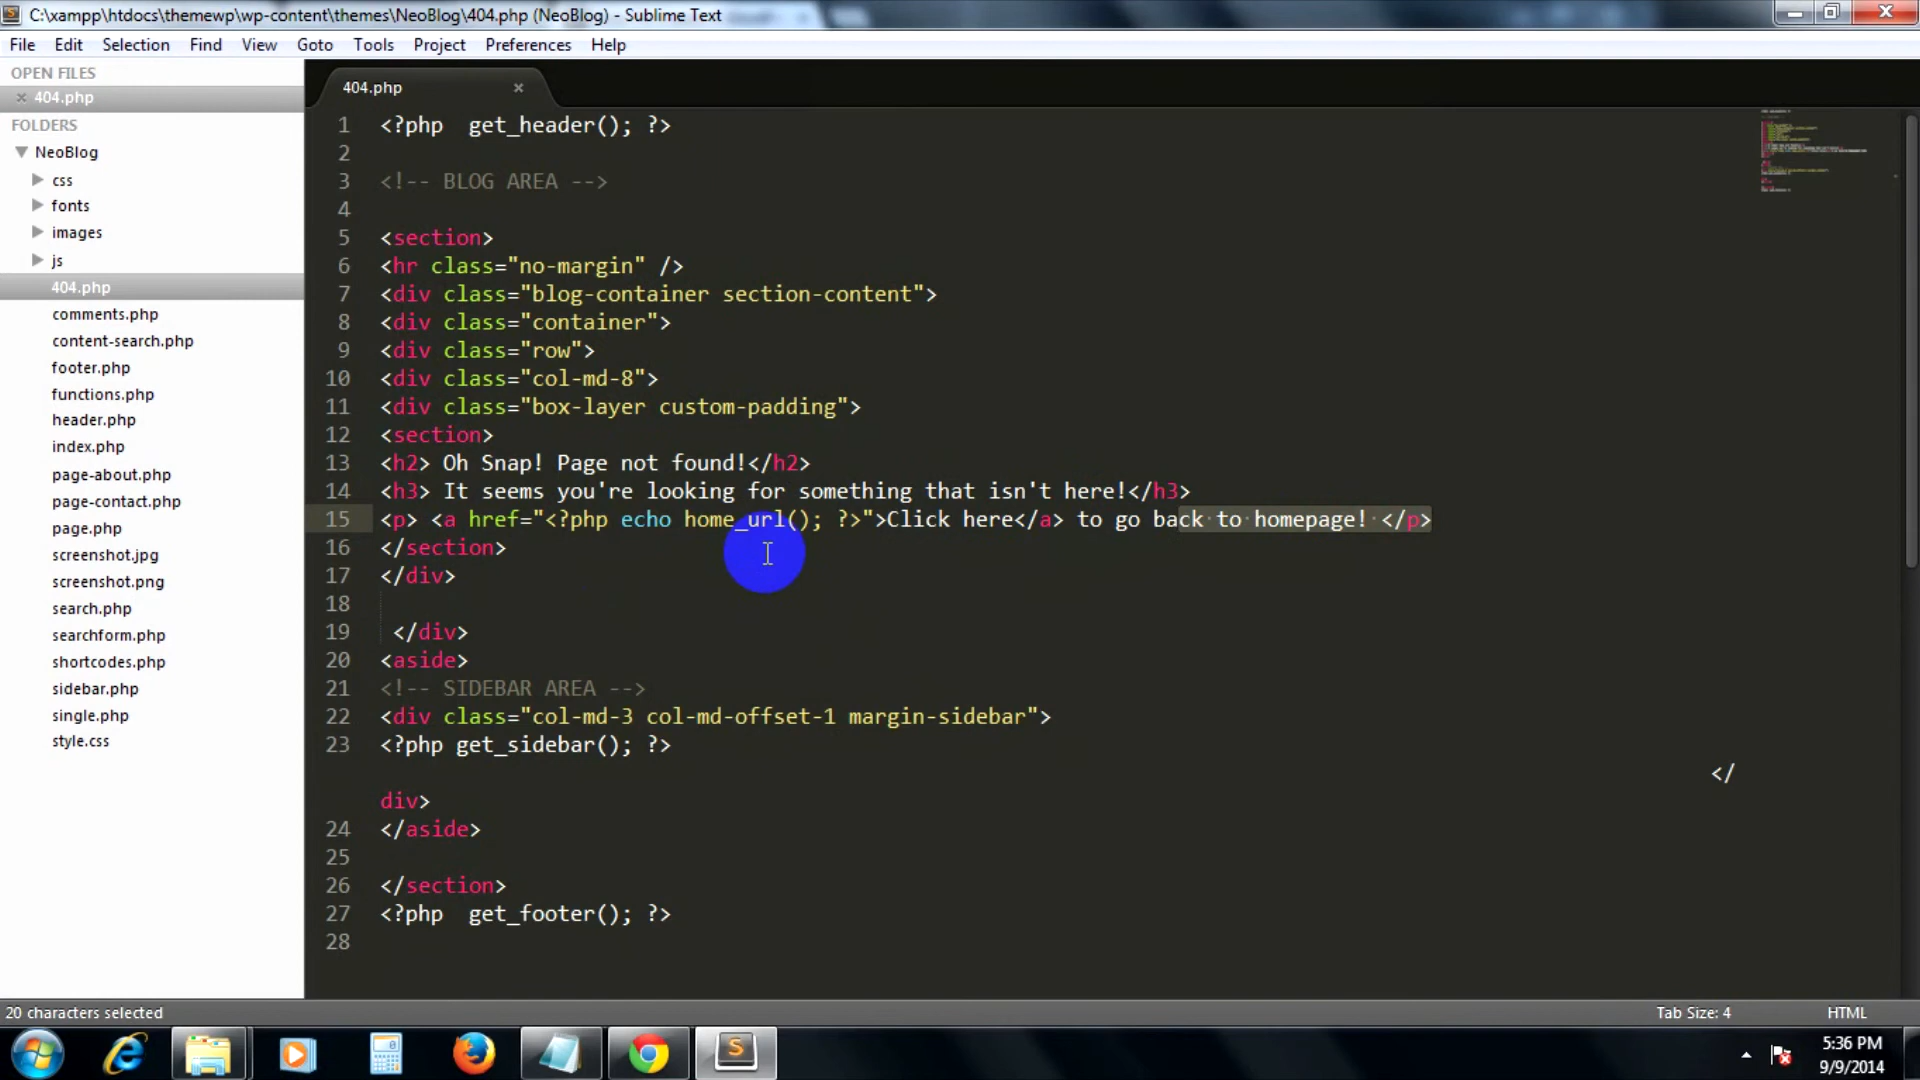 C:\xampp\htdocs\themewp\wp-content\themes\NeoBlog\404.php (NeoBlog) - Sublime Text
File Edit Selection Find View Goto Tools Project Preferences Help
OPEN FILES
404.php
FOLDERS
NeoBlog
css
fonts
images
js
404.php
comments.php
content-search.php
footer.php
functions.php
header.php
index.php
page-about.php
page-contact.php
page.php
screenshot.jpg
screenshot.png
search.php
searchform.php
shortcodes.php
sidebar.php
single.php
style.css
404.php
1 <?php  get_header(); ?>
2
3 <!-- BLOG AREA -->
4
5 <section>
6 <hr class="no-margin" />
7 <div class="blog-container section-content">
8 <div class="container">
9 <div class="row">
10 <div class="col-md-8">
11 <div class="box-layer custom-padding">
12 <section>
13 <h2> Oh Snap! Page not found!</h2>
14 <h3> It seems you're looking for something that isn't here!</h3>
15 <p> <a href="<?php echo home_url(); ?>">Click here</a> to go back to homepage! </p>
16 </section>
17 </div>
18
19  </div>
20 <aside>
21 <!-- SIDEBAR AREA -->
22 <div class="col-md-3 col-md-offset-1 margin-sidebar">
23 <?php get_sidebar(); ?>
</
div>
24 </aside>
25
26 </section>
27 <?php  get_footer(); ?>
28
20 characters selected
Tab Size: 4
HTML
5:36 PM
9/9/2014